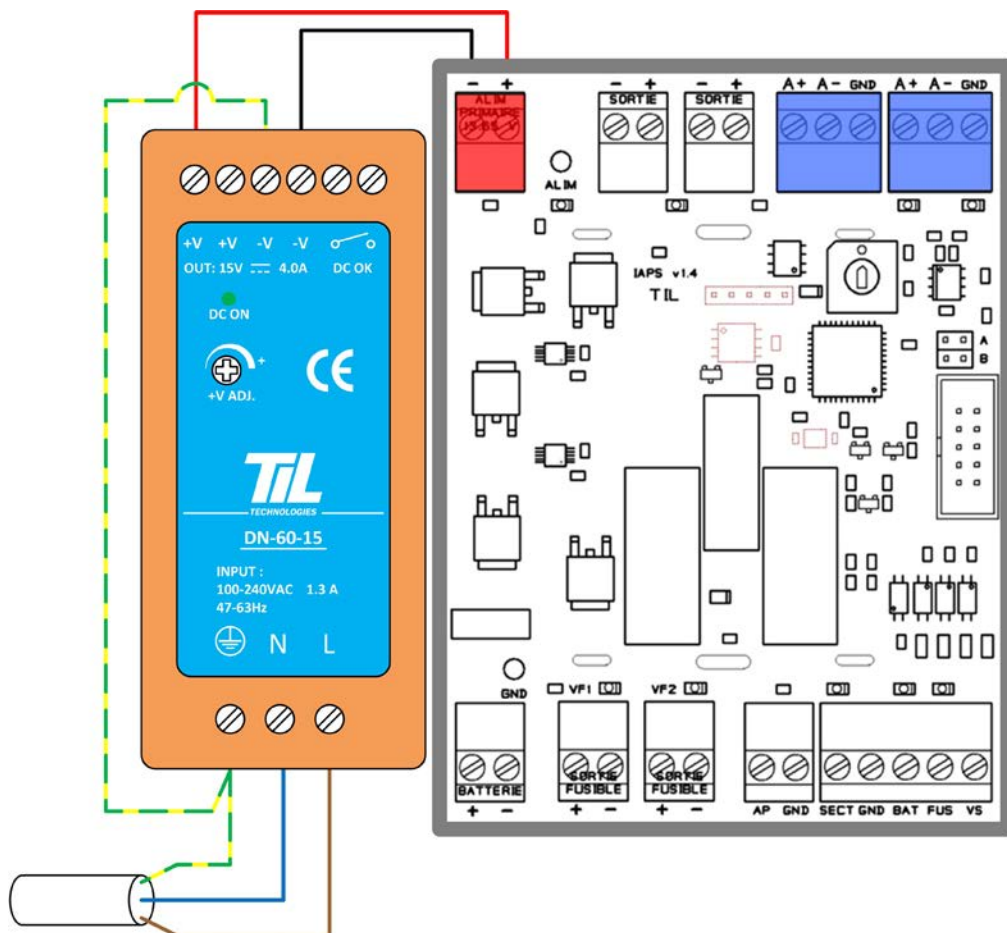 - + - + - + A+ A- GND A+ A- GND
ALIM PRIMAIRE
SORTIE SORTIE
ALIM
+V +V -V -V
OUT: 15V 4.0A DC OK
IAPS v1.4
TIL
DC ON
A
B
+
+V ADJ.
CE
TiL
TECHNOLOGIES
DN-60-15
INPUT :
100-240VAC 1.3 A
47-63Hz
N L
GND
VF1 VF2
BATTERIE
SORTIE FUSIBLE
SORTIE FUSIBLE
+ - + - + - AP GND SECT GND BAT FUS VS